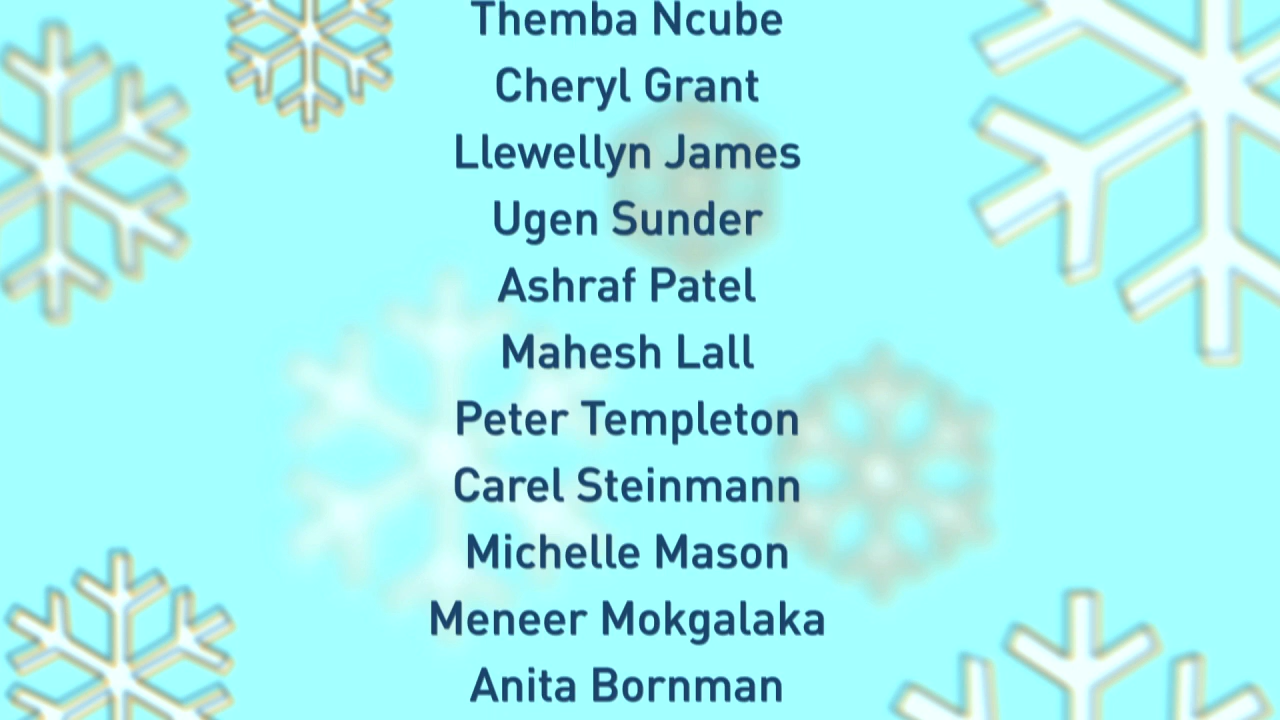 Themba Ncube
Cheryl Grant
Llewellyn James
Ugen Sunder
Ashraf Patel
Mahesh Lall
Peter Templeton
Carel Steinmann
Michelle Mason
Meneer Mokgalaka
Anita Bornman